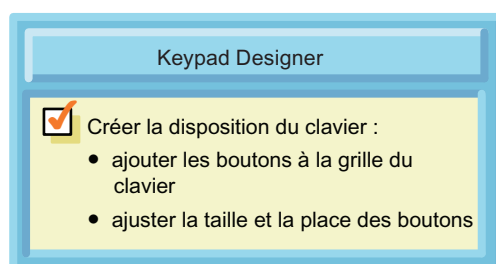 Keypad Designer
Créer la disposition du clavier :
• ajouter les boutons à la grille du
clavier
• ajuster la taille et la place des boutons